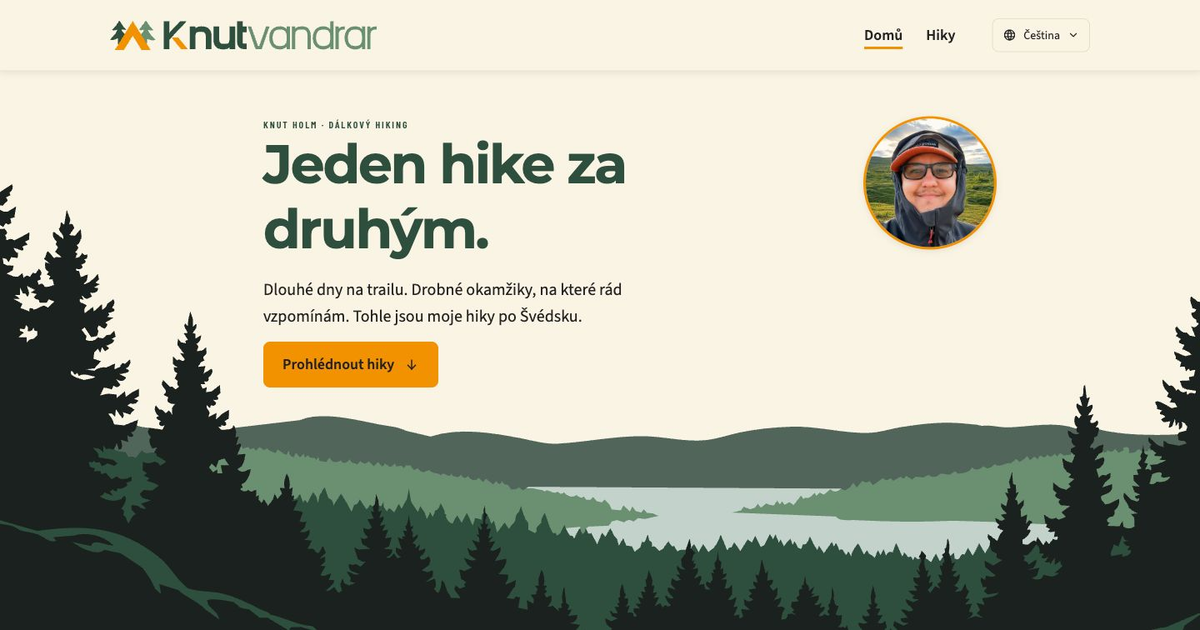 Knutvandrar
Domů
Hiky
Čeština
KNUT HOLM · DÁLKOVÝ HIKING
Jeden hike za
druhým.
Dlouhé dny na trailu. Drobné okamžiky, na které rád
vzpomínám. Tohle jsou moje hiky po Švédsku.
Prohlédnout hiky ↓